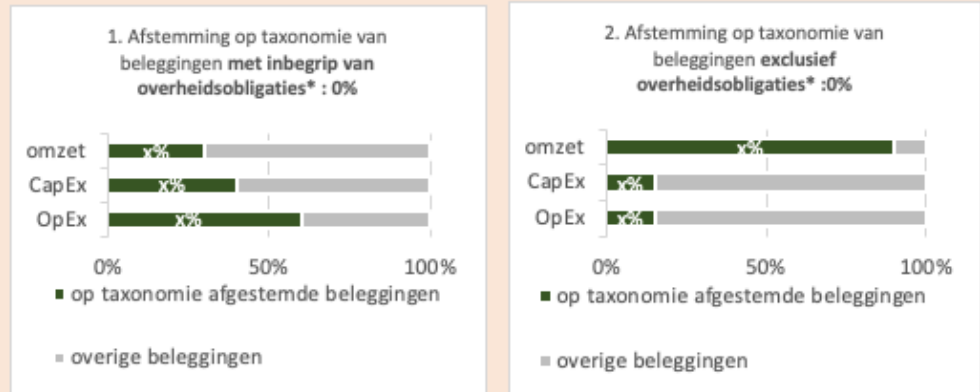 1. Afstemming op taxonomie van
beleggingen met inbegrip van
overheidsobligaties* : 0%
omzet
x%
CapEx
x%
OpEx
x%
0% 50% 100%
op taxonomie afgestemde beleggingen
overige beleggingen
2. Afstemming op taxonomie van
beleggingen exclusief
overheidsobligaties* :0%
omzet
x%
CapEx
x%
OpEx
x%
0% 50% 100%
op taxonomie afgestemde beleggingen
overige beleggingen